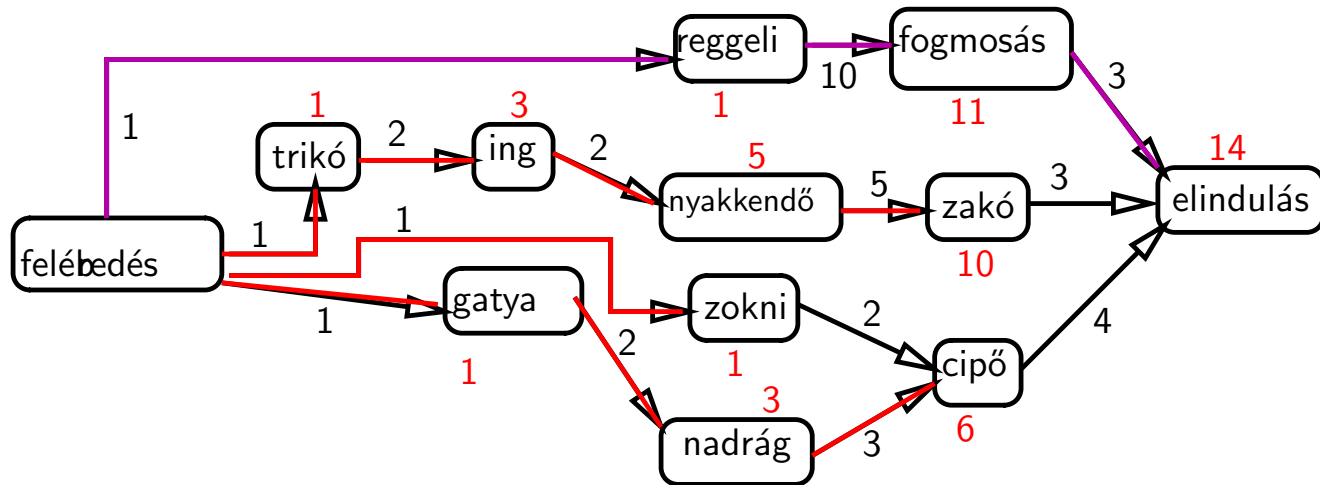 reggeli
fogmosás
10
3
1
11
1
1
3
trikó
2
ing
2
5
14
nyakkendő
5
zakó
3
elindulás
10
1
1
felébredés
gatya
1
1
zokni
1
2
4
2
cipő
6
3
nadrág
3